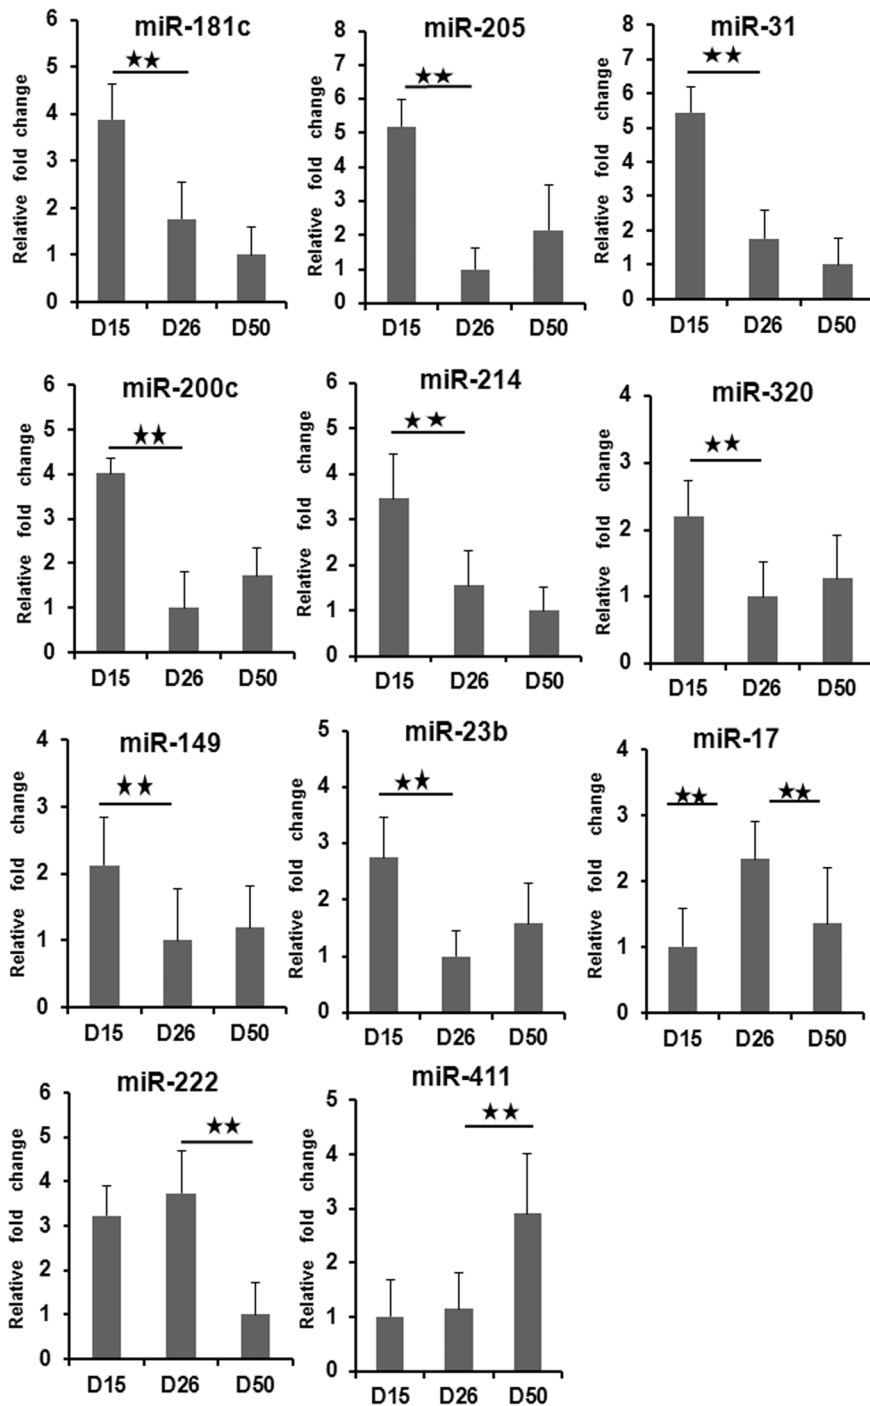 miR-181c
Relative fold change
6
5
4
3
2
1
0
D15 D26 D50
miR-205
Relative fold change
8
7
6
5
4
3
2
1
0
D15 D26 D50
miR-31
Relative fold change
8
7
6
5
4
3
2
1
0
D15 D26 D50
miR-200c
Relative fold change
6
5
4
3
2
1
0
D15 D26 D50
miR-214
Relative fold change
6
5
4
3
2
1
0
D15 D26 D50
miR-320
Relative fold change
4
3
2
1
0
D15 D26 D50
miR-149
Relative fold change
4
3
2
1
0
D15 D26 D50
miR-23b
Relative fold change
5
4
3
2
1
0
D15 D26 D50
miR-17
Relative fold change
4
3
2
1
0
D15 D26 D50
miR-222
Relative fold change
6
5
4
3
2
1
0
D15 D26 D50
miR-411
Relative fold change
5
4
3
2
1
0
D15 D26 D50